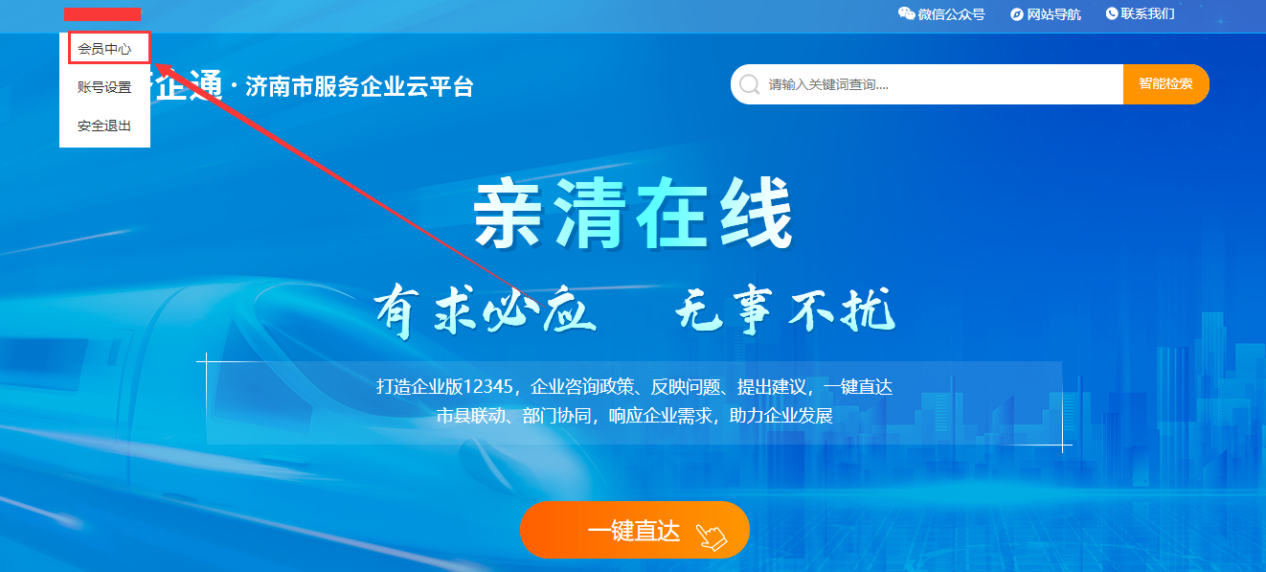 微信公众号 网站导航 联系我们
会员中心
账号设置
安全退出
企通·济南市服务企业云平台
请输入关键词查询....
智能检索
亲清在线
有求必应 无事不扰
打造企业版12345，企业咨询政策、反映问题、提出建议，一键直达
市县联动、部门协同，响应企业需求，助力企业发展
一键直达